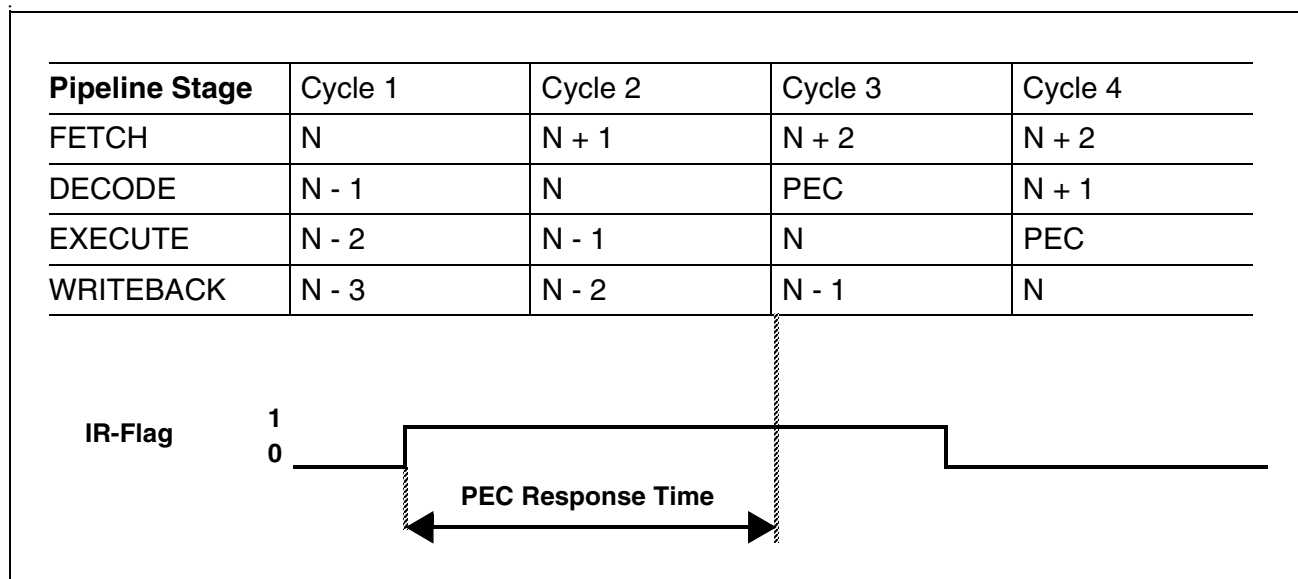 Pipeline Stage Cycle 1 Cycle 2 Cycle 3 Cycle 4
FETCH N N + 1 N + 2 N + 2
DECODE N - 1 N PEC N + 1
EXECUTE N - 2 N - 1 N PEC
WRITEBACK N - 3 N - 2 N - 1 N
IR-Flag 1
0
PEC Response Time